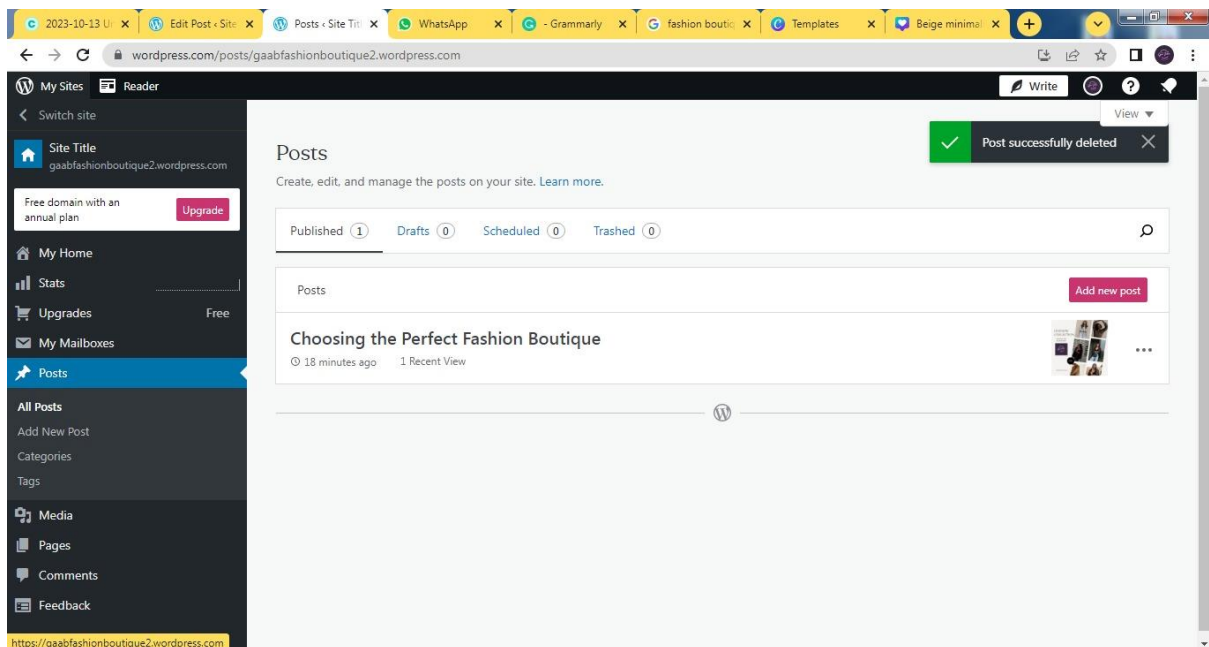 2023-10-13 Ur
Edit Post ‹ Site
Posts ‹ Site Tit
WhatsApp
- Grammarly
fashion boutic
Templates
Beige minimal
wordpress.com/posts/gaabfashionboutique2.wordpress.com
My Sites
Reader
Write
Switch site
View
Site Title
gaabfashionboutique2.wordpress.com
Post successfully deleted
Posts
Create, edit, and manage the posts on your site. Learn more.
Free domain with an
annual plan
Upgrade
Published 1
Drafts 0
Scheduled 0
Trashed 0
My Home
Stats
Upgrades
Free
My Mailboxes
Posts
All Posts
Add New Post
Categories
Tags
Media
Pages
Comments
Feedback
Posts
Add new post
Choosing the Perfect Fashion Boutique
18 minutes ago
1 Recent View
https://gaabfashionboutique2.wordpress.com